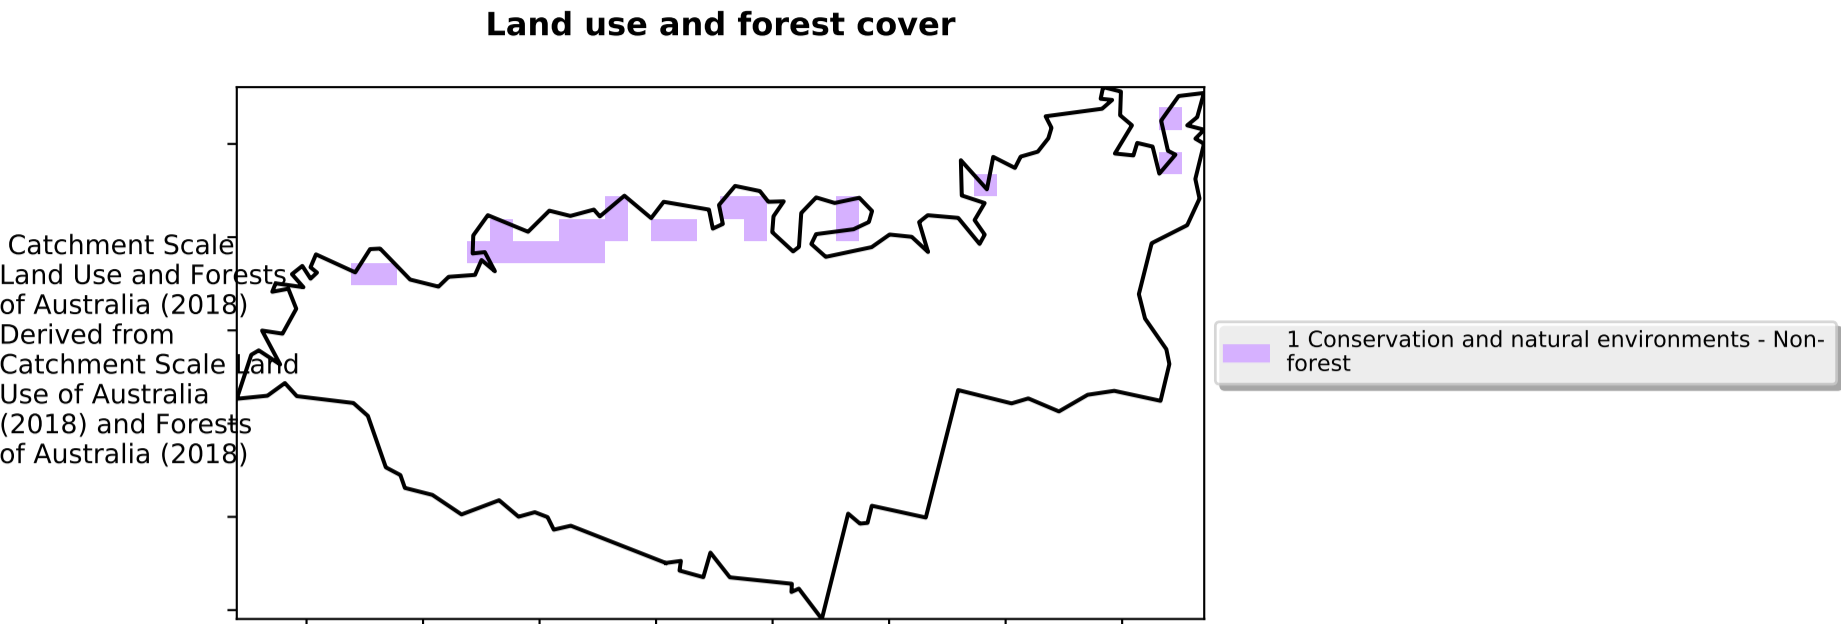 Land use and forest cover
Catchment Scale
Land Use and Forests
of Australia (2018)
Derived from
Catchment Scale Land
Use of Australia
(2018) and Forests
of Australia (2018)
1 Conservation and natural environments - Non-
forest